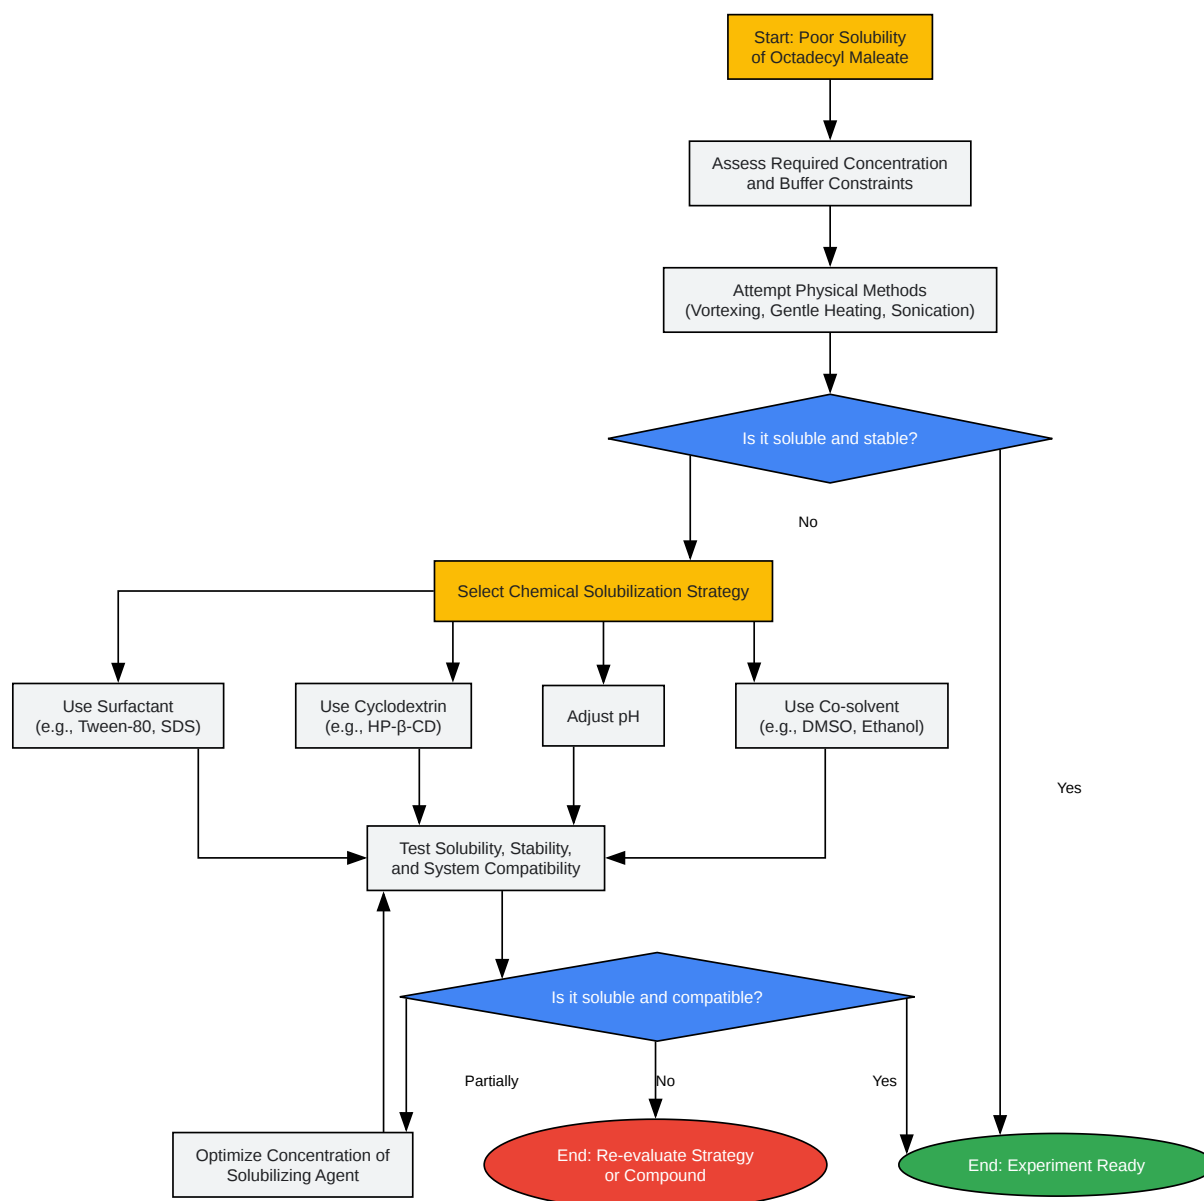 Start: Poor Solubility
of Octadecyl Maleate
Assess Required Concentration
and Buffer Constraints
Attempt Physical Methods
(Vortexing, Gentle Heating, Sonication)
Is it soluble and stable?
No
Select Chemical Solubilization Strategy
Use Surfactant
(e.g., Tween-80, SDS)
Use Cyclodextrin
(e.g., HP-β-CD)
Adjust pH
Use Co-solvent
(e.g., DMSO, Ethanol)
Yes
Test Solubility, Stability,
and System Compatibility
Is it soluble and compatible?
Partially
No
Yes
Optimize Concentration of
Solubilizing Agent
End: Re-evaluate Strategy
or Compound
End: Experiment Ready